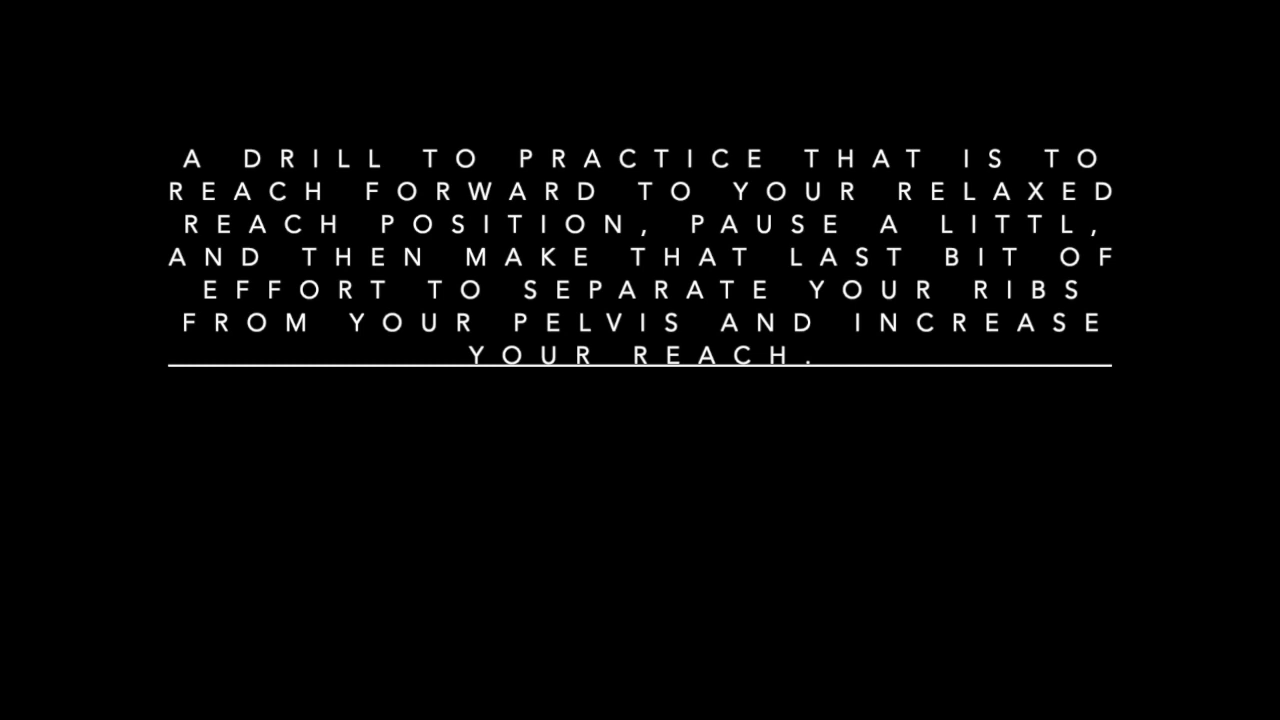 A DRILL TO PRACTICE THAT IS TO
REACH FORWARD TO YOUR RELAXED
REACH POSITION, PAUSE A LITTL,
AND THEN MAKE THAT LAST BIT OF
EFFORT TO SEPARATE YOUR RIBS
FROM YOUR PELVIS AND INCREASE
YOUR REACH.